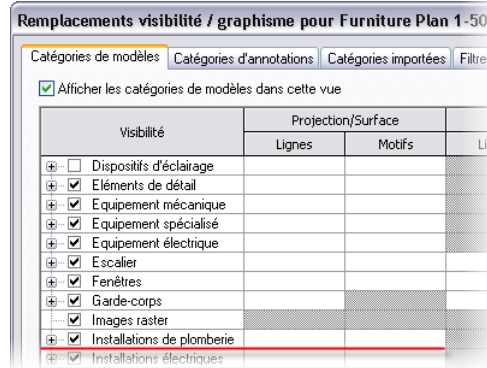 Remplacements visibilité / graphisme pour Furniture Plan 1-50
Catégories de modèles Catégories d'annotations Catégories importées Filtre
Afficher les catégories de modèles dans cette vue
Visibilité Projection/Surface
Lignes Motifs Li
Dispositifs d'éclairage
Eléments de détail
Equipement mécanique
Equipement spécialisé
Equipement électrique
Escalier
Fenêtres
Garde-corps
Images raster
Installations de plomberie
Installations électriques